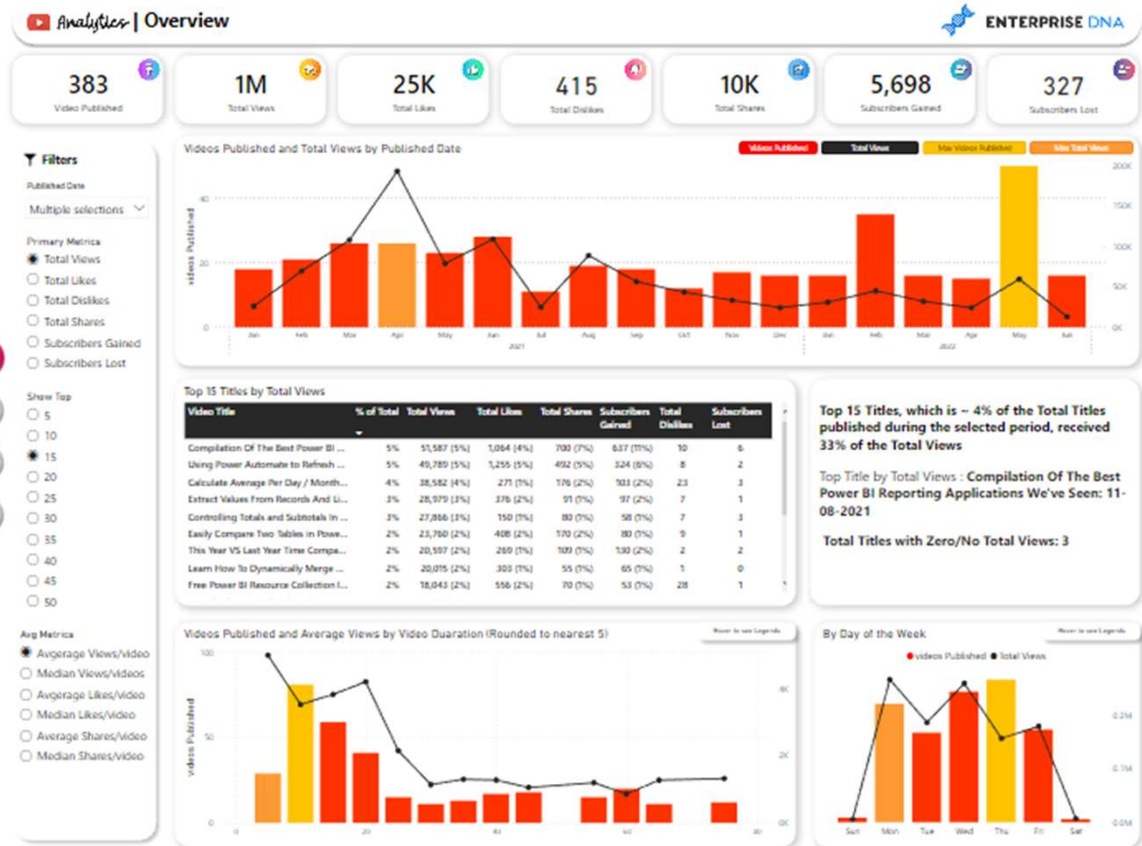 Analytics | Overview
ENTERPRISE DNA
383
Video Published
1M
Total Views
25K
Total Likes
415
Total Dislikes
10K
Total Shares
5,698
Subscribers Gained
327
Subscribers Lost
Filters
Published Date
Multiple selections
Primary Metrics
Total Views
Total Likes
Total Dislikes
Total Shares
Subscribers Gained
Subscribers Lost
Show Top
5
10
15
20
25
30
35
40
45
50
Avg Metrics
Avgerage Views/video
Median Views/videos
Avgerage Likes/video
Median Likes/video
Average Shares/video
Median Shares/video
Videos Published and Total Views by Published Date
Videos Published
Total Views
Max Videos Published
Max Total Views
videos Published
40
20
0
200K
150K
100K
50K
0K
Jan Feb Mar Apr May Jun Jul Aug Sep Oct Nov Dec Jan Feb Mar Apr May Jun
2021 2022
Top 15 Titles by Total Views
Video Title % of Total Total Views Total Likes Total Shares Subscribers Gained Total Dislikes Subscribers Lost
Compilation Of The Best Power BI ... 5% 51,587 (5%) 1,064 (4%) 700 (7%) 637 (11%) 10 6
Using Power Automate to Refresh ... 5% 49,789 (5%) 1,255 (5%) 492 (5%) 324 (6%) 8 2
Calculate Average Per Day / Month... 4% 38,582 (4%) 271 (1%) 176 (2%) 103 (2%) 23 3
Extract Values From Records And Li... 3% 28,979 (3%) 376 (2%) 91 (1%) 97 (2%) 7 1
Controlling Totals and Subtotals In ... 3% 27,866 (3%) 150 (1%) 80 (1%) 58 (1%) 7 3
Easily Compare Two Tables in Powe... 2% 23,760 (2%) 408 (2%) 170 (2%) 80 (1%) 9 1
This Year VS Last Year Time Compa... 2% 20,597 (2%) 269 (1%) 109 (1%) 130 (2%) 2 2
Learn How To Dynamically Merge ... 2% 20,015 (2%) 303 (1%) 55 (1%) 65 (1%) 1 0
Free Power BI Resource Collection I... 2% 18,043 (2%) 556 (2%) 70 (1%) 53 (1%) 28 1
Top 15 Titles, which is ~ 4% of the Total Titles
published during the selected period, received
33% of the Total Views
Top Title by Total Views : Compilation Of The Best
Power BI Reporting Applications We've Seen: 11-
08-2021
Total Titles with Zero/No Total Views: 3
Videos Published and Average Views by Video Duaration (Rounded to nearest 5)
Hover to see Legends
videos Published
100
50
0
4K
2K
0K
0 20 40 60 80
By Day of the Week
Hover to see Legends
videos Published Total Views
0.2M
0.1M
0.0M
Sun Mon Tue Wed Thu Fri Sat